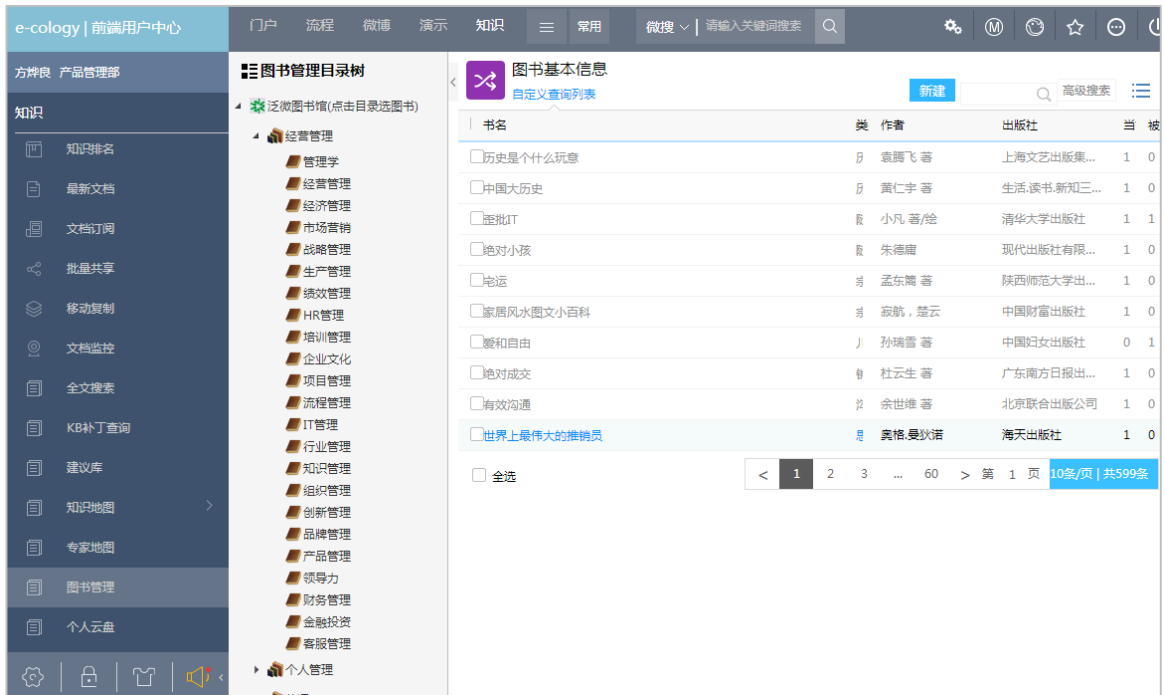 e-cology | 前端用户中心
门户 流程 微博 演示 知识 常用 微搜 请输入关键词搜索
方烨良 产品管理部
知识
知识排名
最新文档
文档订阅
批量共享
移动复制
文档监控
全文搜索
KB补丁查询
建议库
知识地图
专家地图
图书管理
个人云盘
图书管理目录树
泛微图书馆(点击目录选图书)
经营管理
管理学
经营管理
经济管理
市场营销
战略管理
生产管理
绩效管理
HR管理
培训管理
企业文化
项目管理
流程管理
IT管理
行业管理
知识管理
组织管理
创新管理
品牌管理
产品管理
领导力
财务管理
金融投资
客服管理
个人管理
图书基本信息
自定义查询列表
新建 高级搜索
书名 类 作者 出版社 当 被
历史是个什么玩意 袁腾飞 著 上海文艺出版集... 1 0
中国大历史 黄仁宇 著 生活.读书.新知三... 1 0
歪批IT 小凡 著/绘 清华大学出版社 1 1
绝对小孩 朱德庸 现代出版社有限... 1 0
宅运 孟东篱 著 陕西师范大学出... 1 0
家居风水图文小百科 寂航，楚云 中国财富出版社 1 0
爱和自由 孙瑞雪 著 中国妇女出版社 0 1
绝对成交 杜云生 著 广东南方日报出... 1 0
有效沟通 余世维 著 北京联合出版公司 1 0
世界上最伟大的推销员 奥格.曼狄诺 海天出版社 1 0
全选
< 1 2 3 ... 60 > 第 1 页 10条/页 | 共599条